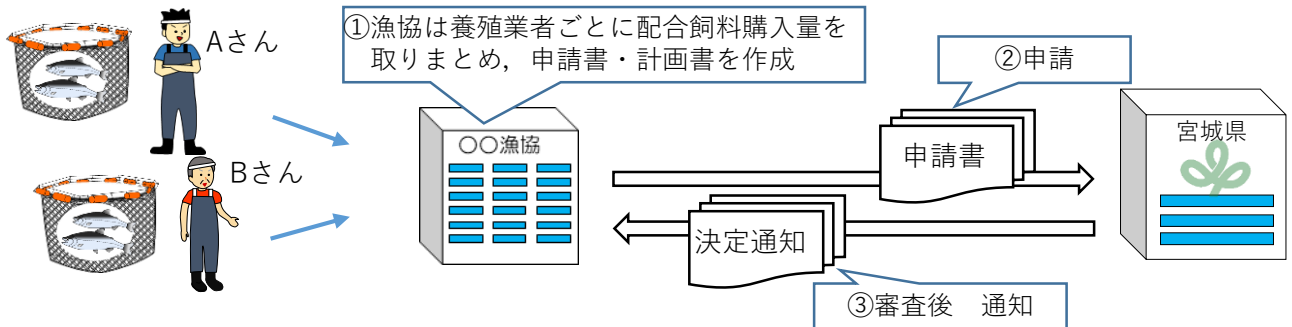 Aさん
①漁協は養殖業者ごとに配合飼料購入量を
取りまとめ，申請書・計画書を作成
②申請
〇〇漁協
申請書
宮城県
Bさん
決定通知
③審査後　通知